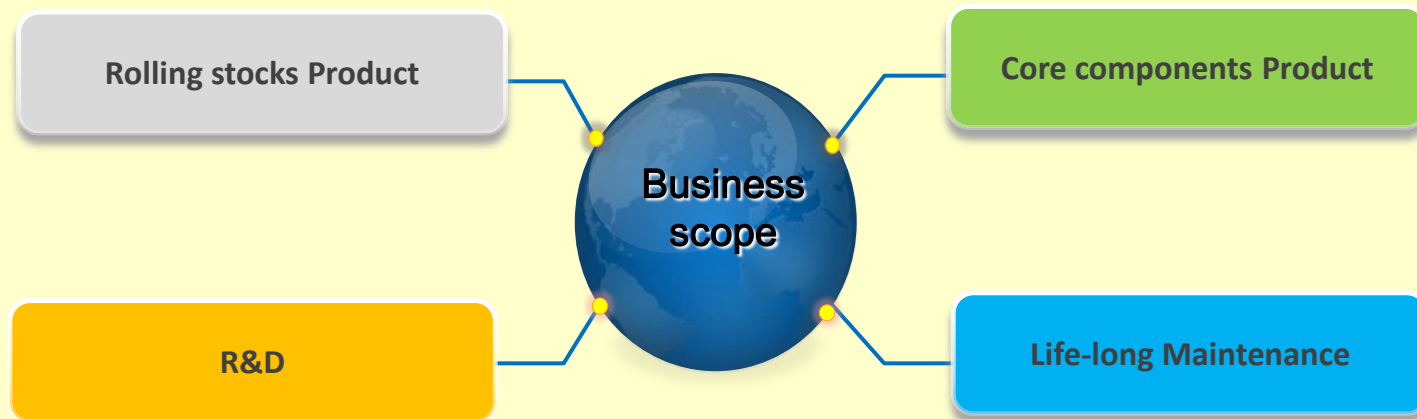 Rolling stocks Product
Core components Product
Business
scope
R&D
Life-long Maintenance